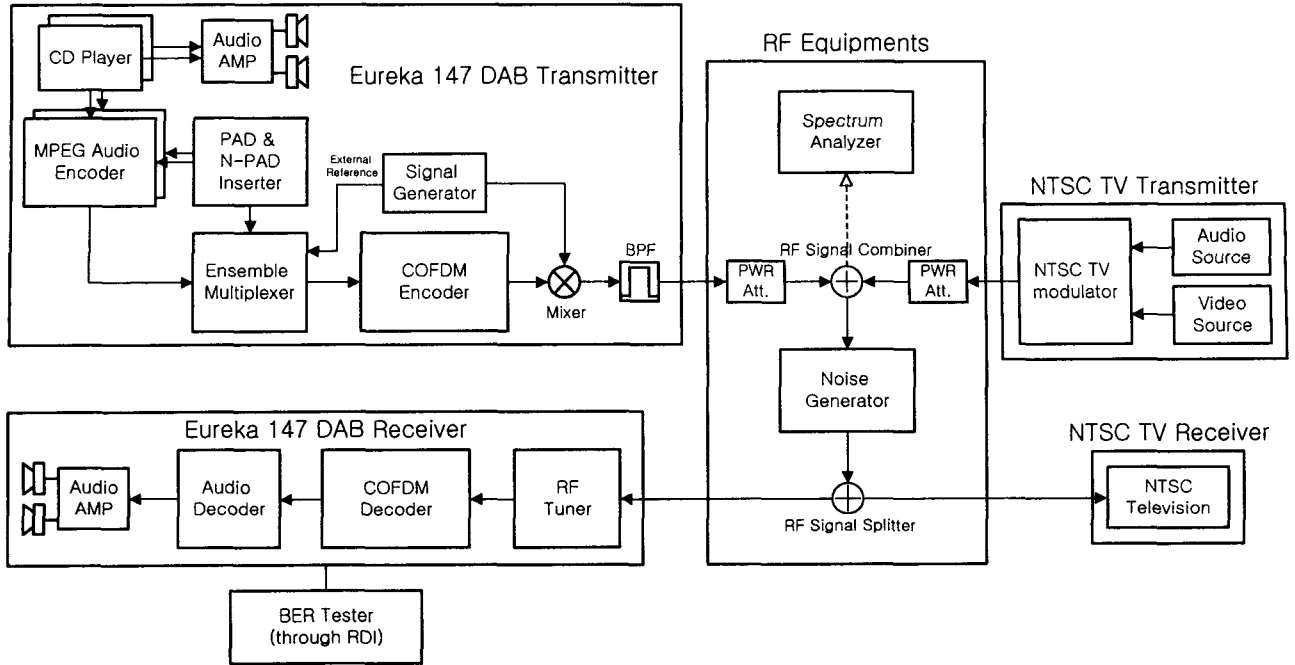 Eureka 147 DAB Transmitter
CD Player
Audio
AMP
MPEG Audio
Encoder
PAD &
N-PAD
Inserter
External
Reference
Signal
Generator
Ensemble
Multiplexer
COFDM
Encoder
Mixer
BPF
RF Equipments
Spectrum
Analyzer
RF Signal Combiner
PWR
Att.
PWR
Att.
Noise
Generator
RF Signal Splitter
NTSC TV Transmitter
NTSC TV
modulator
Audio
Source
Video
Source
Eureka 147 DAB Receiver
Audio
AMP
Audio
Decoder
COFDM
Decoder
RF
Tuner
BER Tester
(through RDI)
NTSC TV Receiver
NTSC
Television